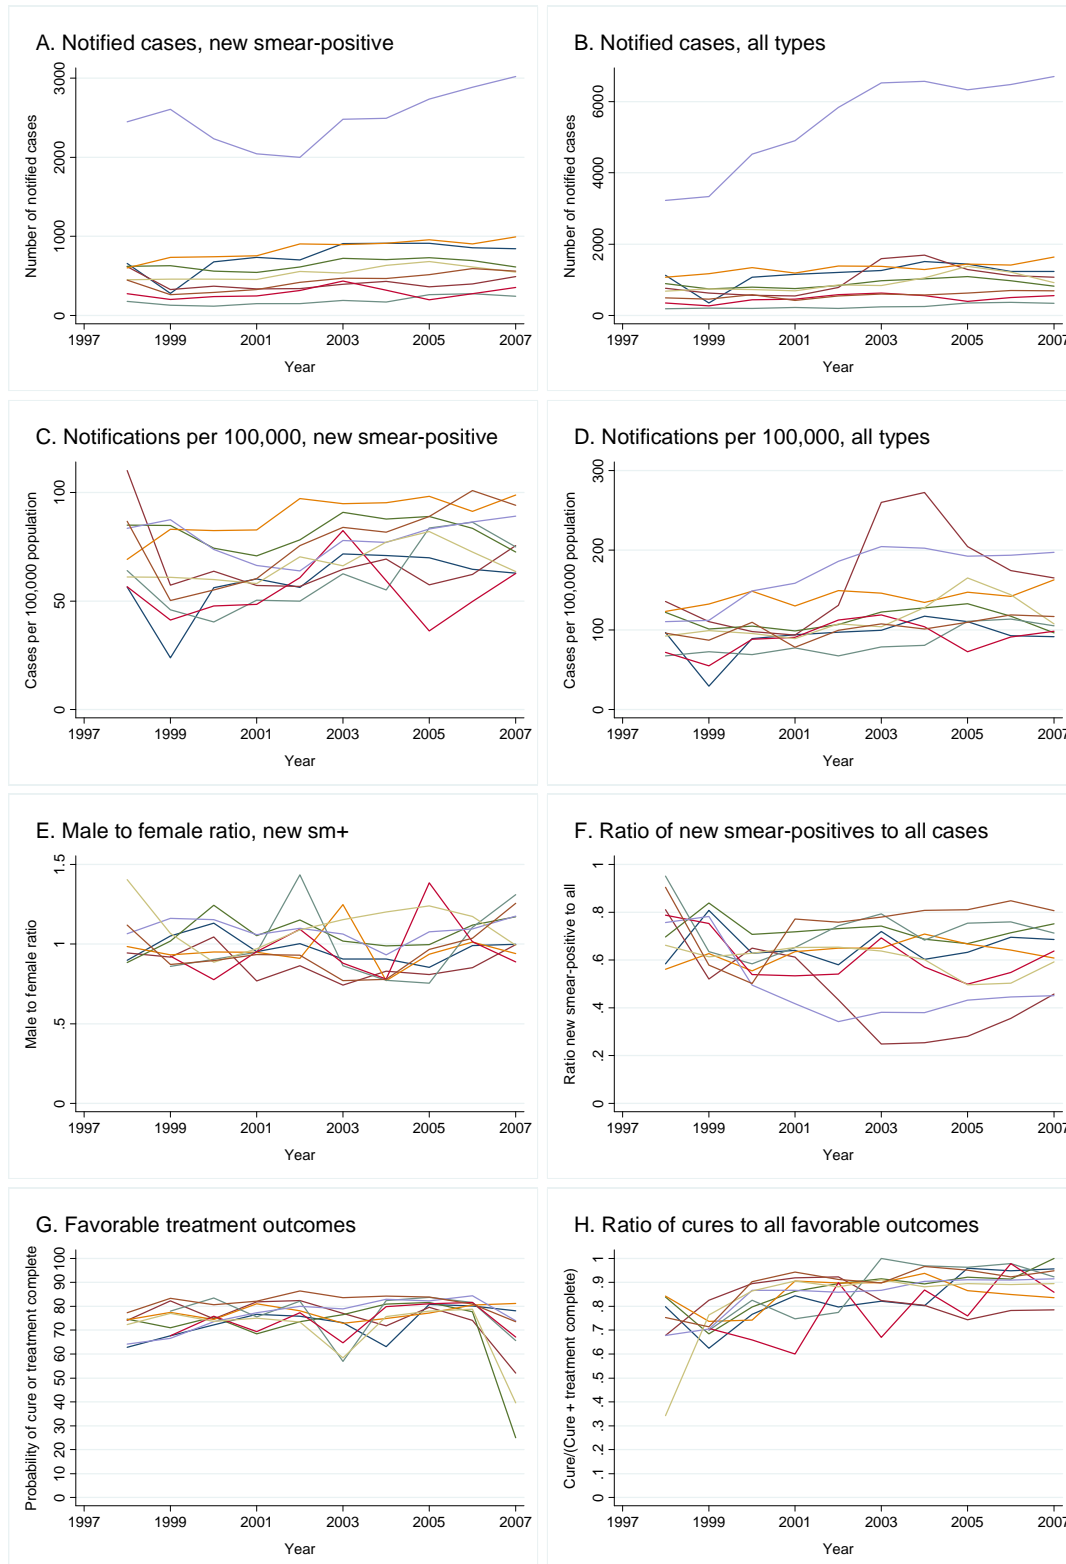 A. Notified cases, new smear-positive
Number of notified cases
3000
2000
1000
0
1997 1999 2001 2003 2005 2007
Year
B. Notified cases, all types
Number of notified cases
6000
4000
2000
0
1997 1999 2001 2003 2005 2007
Year
C. Notifications per 100,000, new smear-positive
Cases per 100,000 population
100
50
0
1997 1999 2001 2003 2005 2007
Year
D. Notifications per 100,000, all types
Cases per 100,000 population
300
200
100
0
1997 1999 2001 2003 2005 2007
Year
E. Male to female ratio, new sm+
Male to female ratio
1.5
1
.5
0
1997 1999 2001 2003 2005 2007
Year
F. Ratio of new smear-positives to all cases
Ratio new smear-positive to all
1
.8
.6
.4
.2
0
1997 1999 2001 2003 2005 2007
Year
G. Favorable treatment outcomes
Probability of cure or treatment complete
100
90
80
70
60
50
40
30
20
10
0
1997 1999 2001 2003 2005 2007
Year
H. Ratio of cures to all favorable outcomes
Cure/(Cure + treatment complete)
1
.9
.8
.7
.6
.5
.4
.3
.2
.1
0
1997 1999 2001 2003 2005 2007
Year